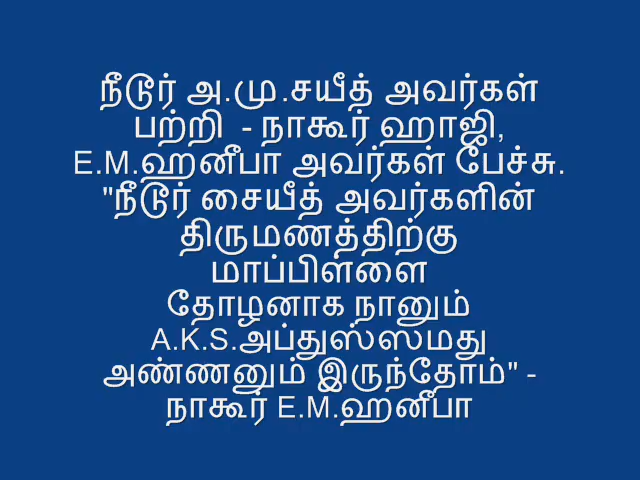 நீடூர் அ.மு.சயீத் அவர்கள்
பற்றி - நாகூர் ஹாஜி,
E.M.ஹனீபா அவர்கள் பேச்சு.
"நீடூர் சையீத் அவர்களின்
திருமணத்திற்கு
மாப்பிள்ளை
தோழனாக நானும்
A.K.S.அப்துஸ்ஸமது
அண்ணனும் இருந்தோம்" -
நாகூர் E.M.ஹனீபா